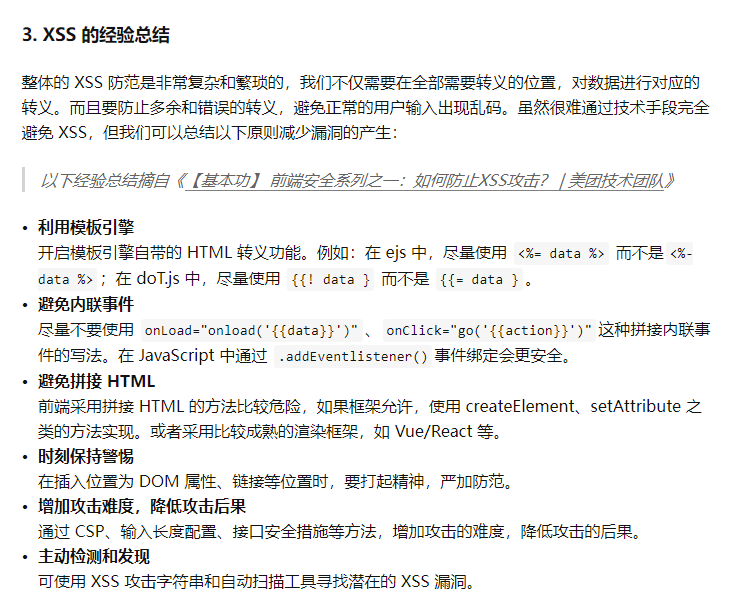 3. XSS 的经验总结
整体的 XSS 防范是非常复杂和繁琐的，我们不仅需要在全部需要转义的位置，对数据进行对应的
转义。而且要防止多余和错误的转义，避免正常的用户输入出现乱码。虽然很难通过技术手段完全
避免 XSS，但我们可以总结以下原则减少漏洞的产生：
以下经验总结摘自《【基本功】 前端安全系列之一：如何防止XSS攻击？ | 美团技术团队》
• 利用模板引擎
开启模板引擎自带的 HTML 转义功能。例如：在 ejs 中，尽量使用 <%= data %> 而不是 <%-
data %> ；在 doT.js 中，尽量使用 {{! data } 而不是 {{= data } 。
• 避免内联事件
尽量不要使用 onLoad="onload('{{data}}')" 、 onClick="go('{{action}}')" 这种拼接内联事
件的写法。在 JavaScript 中通过 .addEventlistener() 事件绑定会更安全。
• 避免拼接 HTML
前端采用拼接 HTML 的方法比较危险，如果框架允许，使用 createElement、setAttribute 之
类的方法实现。或者采用比较成熟的渲染框架，如 Vue/React 等。
• 时刻保持警惕
在插入位置为 DOM 属性、链接等位置时，要打起精神，严加防范。
• 增加攻击难度，降低攻击后果
通过 CSP、输入长度配置、接口安全措施等方法，增加攻击的难度，降低攻击的后果。
• 主动检测和发现
可使用 XSS 攻击字符串和自动扫描工具寻找潜在的 XSS 漏洞。